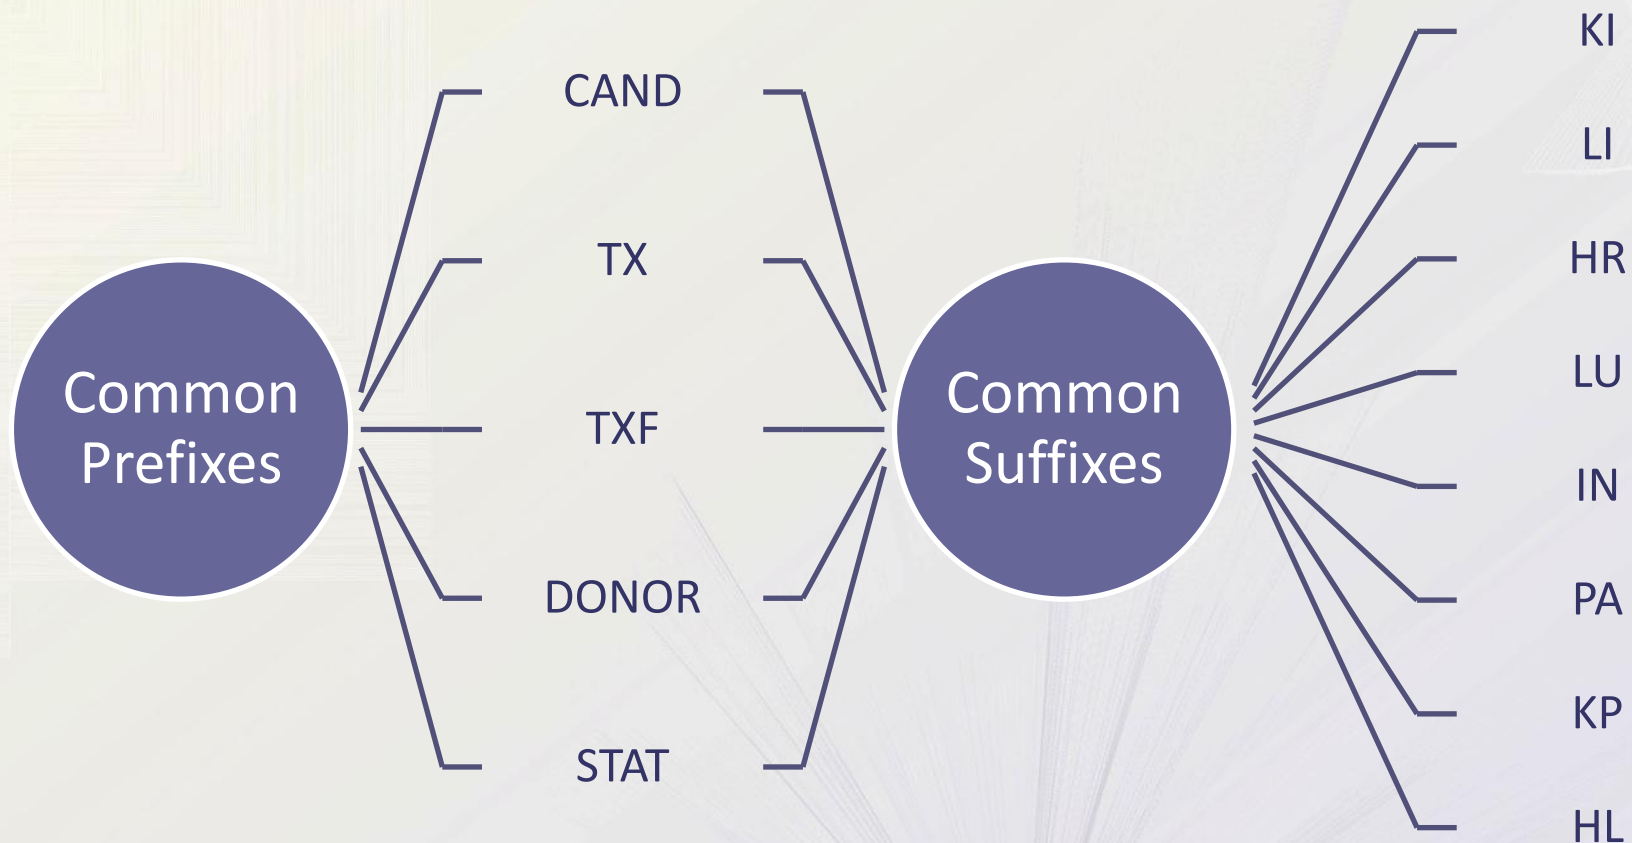 Common
Prefixes
CAND
TX
TXF
DONOR
STAT
Common
Suffixes
KI
LI
HR
LU
IN
PA
KP
HL